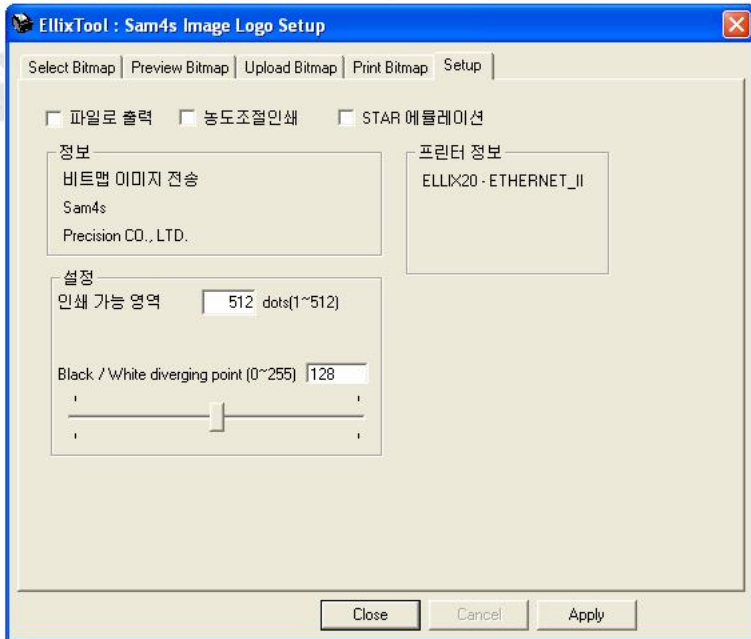 EllixTool : Sam4s Image Logo Setup
Select Bitmap
Preview Bitmap
Upload Bitmap
Print Bitmap
Setup
파일로 출력
농도조절인쇄
STAR 에뮬레이션
정보
비트맵 이미지 전송
Sam4s
Precision CO., LTD.
프린터 정보
ELLIX20 - ETHERNET_II
설정
인쇄 가능 영역 512 dots(1~512)
Black / White diverging point (0~255) 128
Close
Cancel
Apply